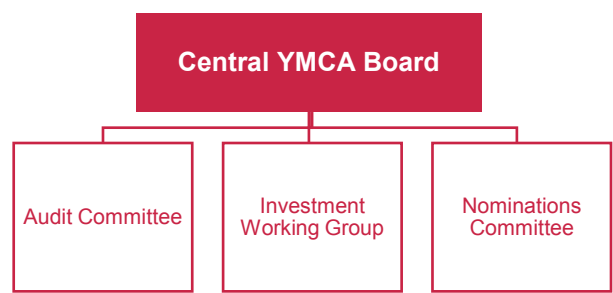 Central YMCA Board
Audit Committee
Investment
Working Group
Nominations
Committee